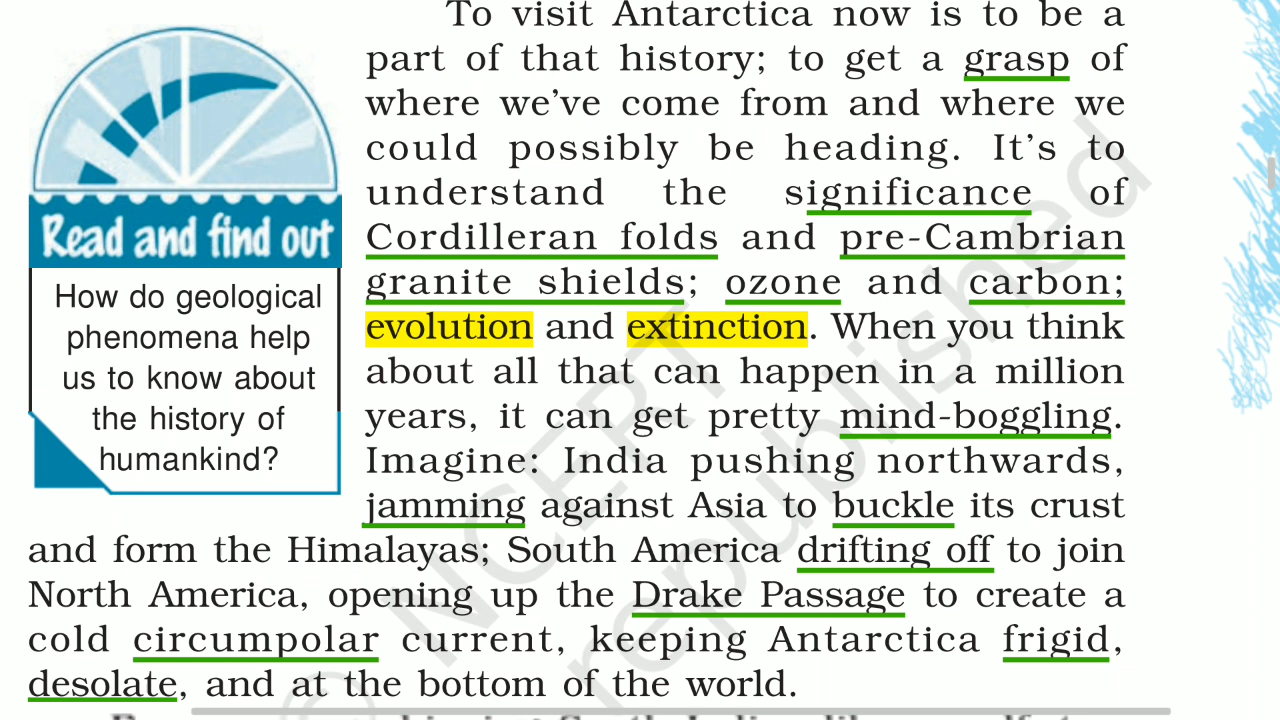 To visit Antarctica now is to be a
part of that history; to get a grasp of
where we've come from and where we
could possibly be heading. It's to
understand the significance of
Cordilleran folds and pre-Cambrian
granite shields; ozone and carbon;
evolution and extinction. When you think
about all that can happen in a million
years, it can get pretty mind-boggling.
Imagine: India pushing northwards,
jamming against Asia to buckle its crust
and form the Himalayas; South America drifting off to join
North America, opening up the Drake Passage to create a
cold circumpolar current, keeping Antarctica frigid,
desolate, and at the bottom of the world.
Read and find out
How do geological
phenomena help
us to know about
the history of
humankind?
© NCERT
republished